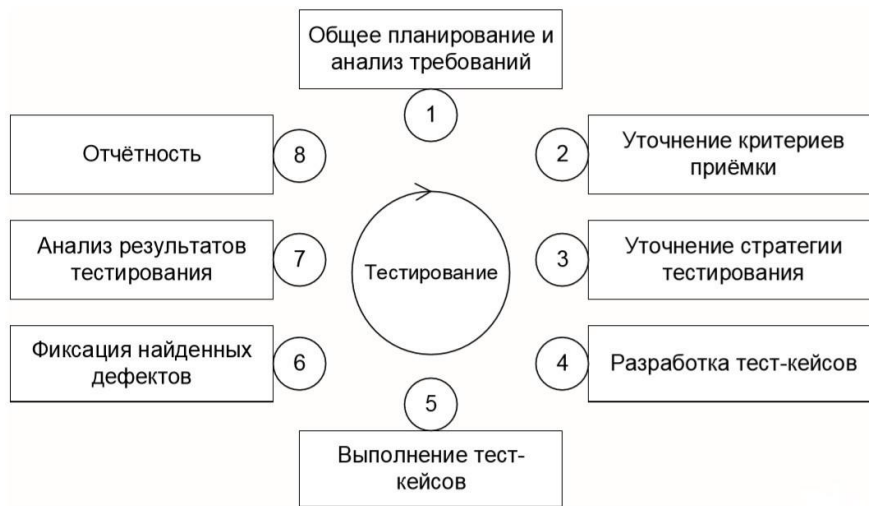 Общее планирование и
анализ требований
1
2
Уточнение критериев
приёмки
3
Уточнение стратегии
тестирования
4
Разработка тест-кейсов
5
Выполнение тест-
кейсов
6
Фиксация найденных
дефектов
7
Анализ результатов
тестирования
8
Отчётность
Тестирование